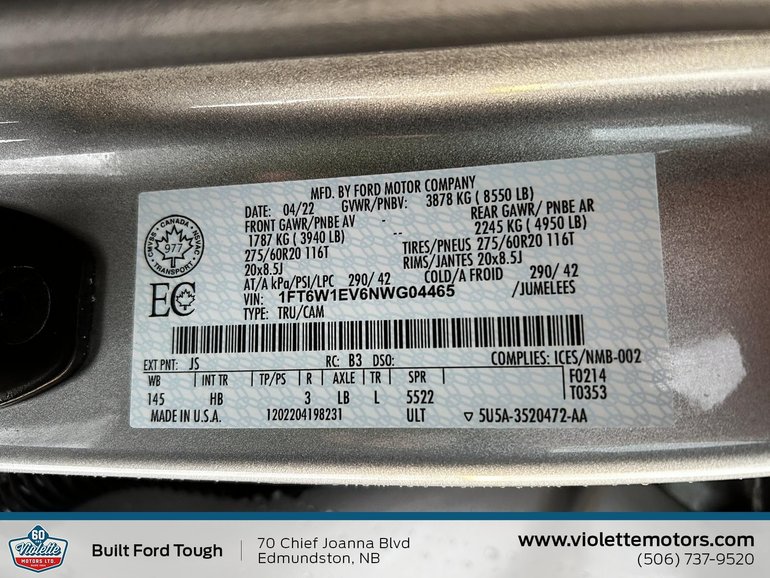 MFD. BY FORD MOTOR COMPANY
DATE: 04/22 GVWR/PNBV: 3878 KG ( 8550 LB)
FRONT GAWR/PNBE AV - REAR GAWR/ PNBE AR
1787 KG ( 3940 LB) - 2245 KG ( 4950 LB)
275/60R20 116T TIRES/PNEUS 275/60R20 116T
20x8.5J RIMS/JANTES 20x8.5J
AT/A kPa/PSI/LPC 290/ 42 COLD/A FROID 290/ 42
VIN: 1FT6W1EV6NWG04465 /JUMELEES
TYPE: TRU/CAM
CMVSS · CANADA · NSVAC
977
TRANSPORT
EC
EXT PNT: JS RC: B3 DSO: COMPLIES: ICES/NMB-002
WB INT TR TP/PS R AXLE TR SPR F0214
145 HB 3 LB L 5522 T0353
MADE IN U.S.A. 1202204198231 ULT ▽ 5U5A-3520472-AA
60
Violette
MOTORS LTD.
Built Ford Tough
70 Chief Joanna Blvd
Edmundston, NB
www.violettemotors.com
(506) 737-9520